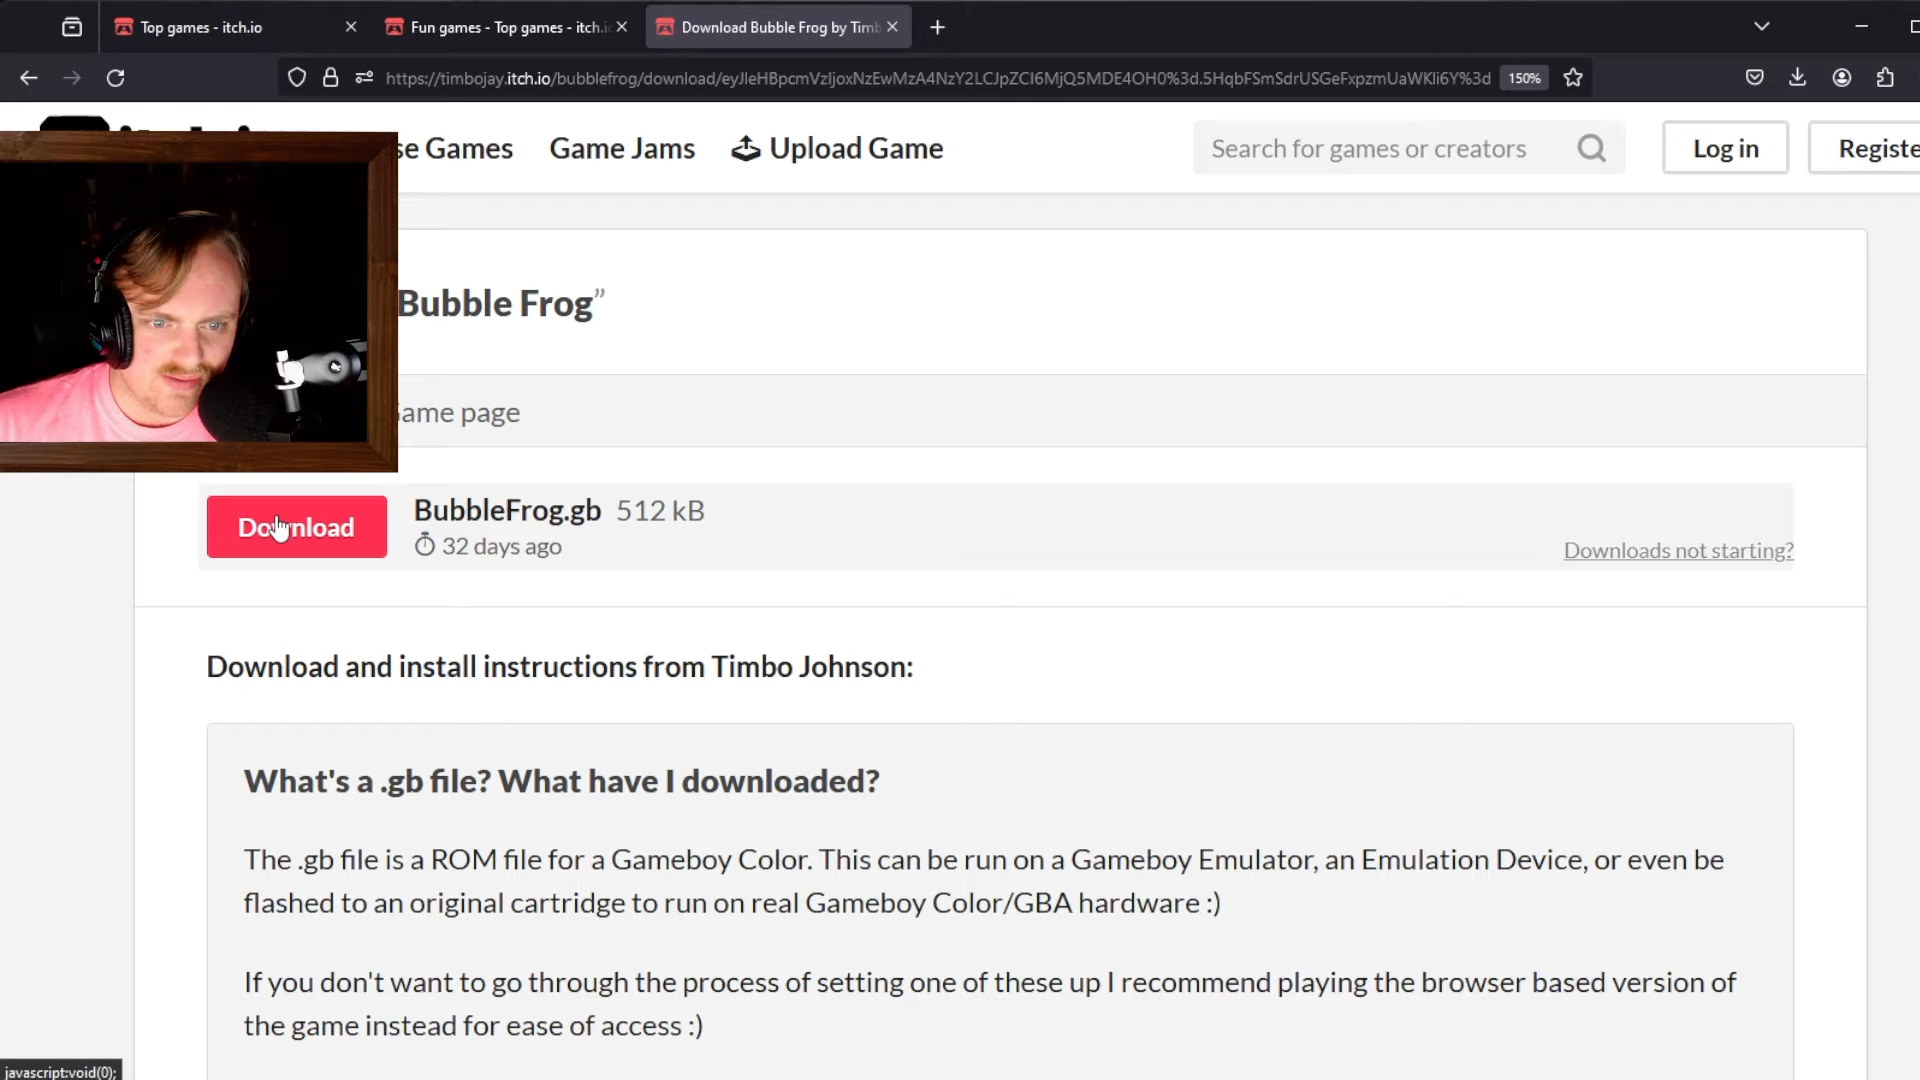 Top games - itch.io
Fun games - Top games - itch.i
Download Bubble Frog by Timb
https://timbojay.itch.io/bubblefrog/download/eyJleHBpcmVzIjoxNzEwMzA4NzY2LCJpZCI6MjQ5MDE4OH0%3d.5HqbFSmSdrUSGeFxpzmUaWKli6Y%3d
150%
se Games
Game Jams
Upload Game
Search for games or creators
Log in
Registe
Bubble Frog”
Game page
Download
BubbleFrog.gb 512 kB
32 days ago
Downloads not starting?
Download and install instructions from Timbo Johnson:
What's a .gb file? What have I downloaded?
The .gb file is a ROM file for a Gameboy Color. This can be run on a Gameboy Emulator, an Emulation Device, or even be
flashed to an original cartridge to run on real Gameboy Color/GBA hardware :)
If you don't want to go through the process of setting one of these up I recommend playing the browser based version of
the game instead for ease of access :)
javascript:void(0);